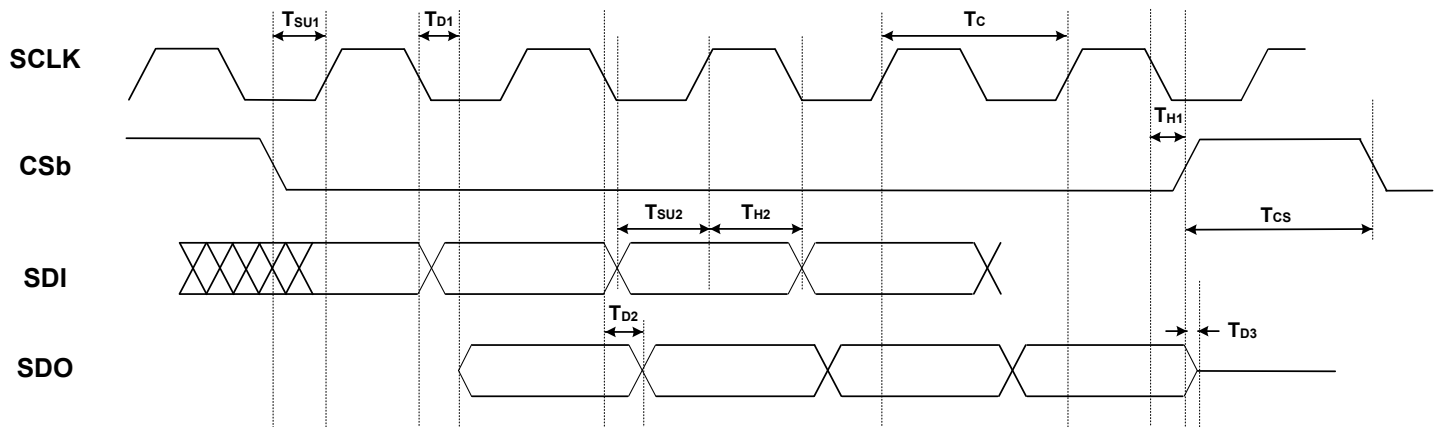 TSU1 TD1 TC
SCLK
TH1
CSb
TSU2 TH2 TCS
SDI
TD2 TD3
SDO